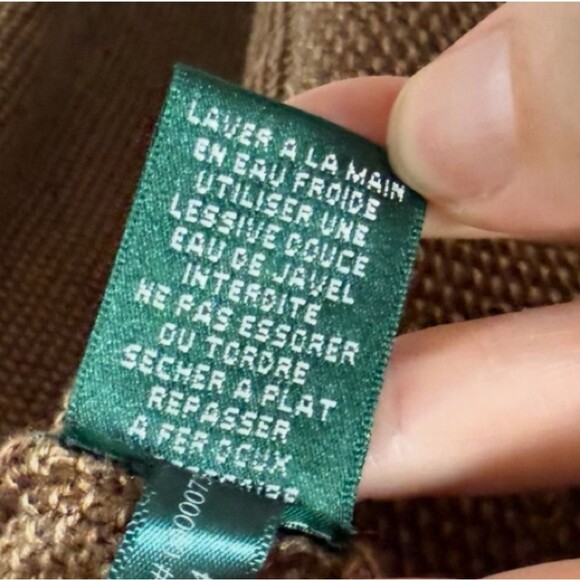 LAVER A LA MAIN
EN EAU FROIDE
UTILISER UNE
LESSIVE DOUCE
EAU DE JAVEL
INTERDITE
NE PAS ESSORER
OU TORDRE
SECHER A PLAT
REPASSER
A FER DOUX